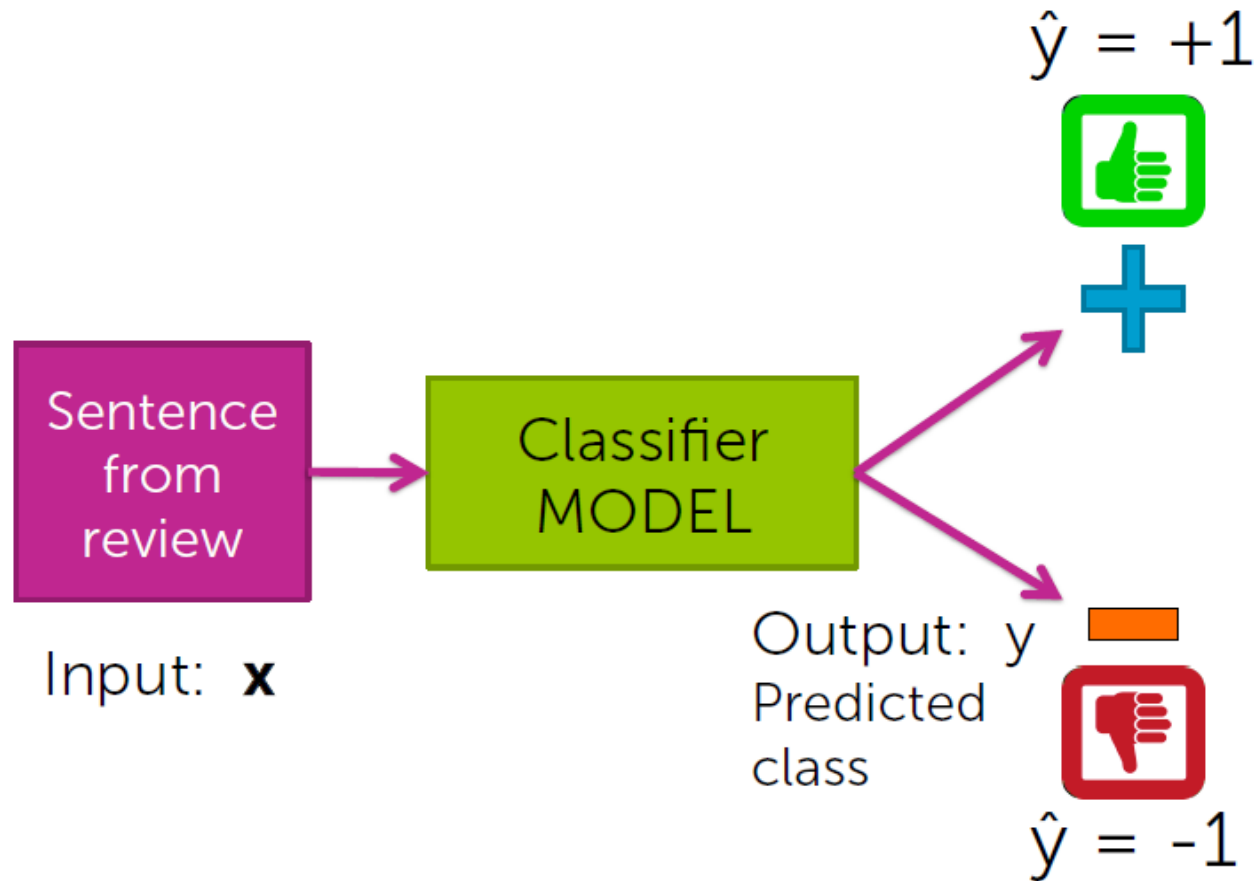 ŷ = +1
Sentence
from
review
Classifier
MODEL
Input: x
Output: y
Predicted
class
ŷ = -1